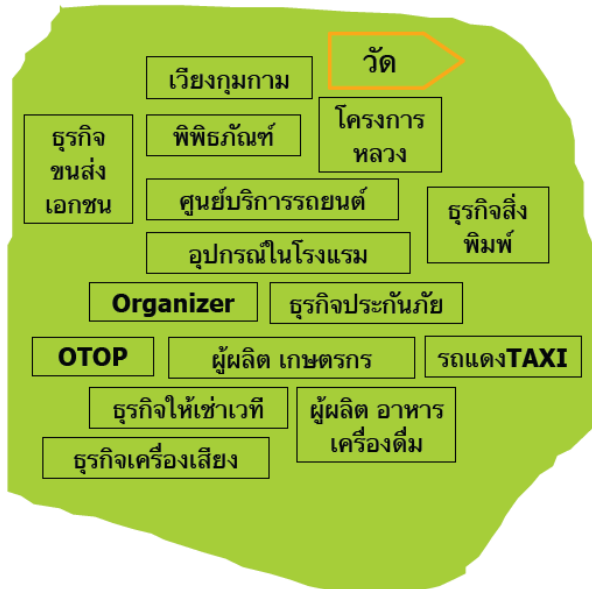 วัด
เวียงกุมกาม
โครงการ
หลวง
ธุรกิจ
ขนส่ง
เอกชน
พิพิธภัณฑ์
ศูนย์บริการรถยนต์
ธุรกิจสิ่ง
พิมพ์
อุปกรณ์ในโรงแรม
Organizer
ธุรกิจประกันภัย
OTOP
ผู้ผลิต เกษตรกร
รถแดงTAXI
ธุรกิจให้เช่าเวที
ผู้ผลิต อาหาร
เครื่องดื่ม
ธุรกิจเครื่องเสียง